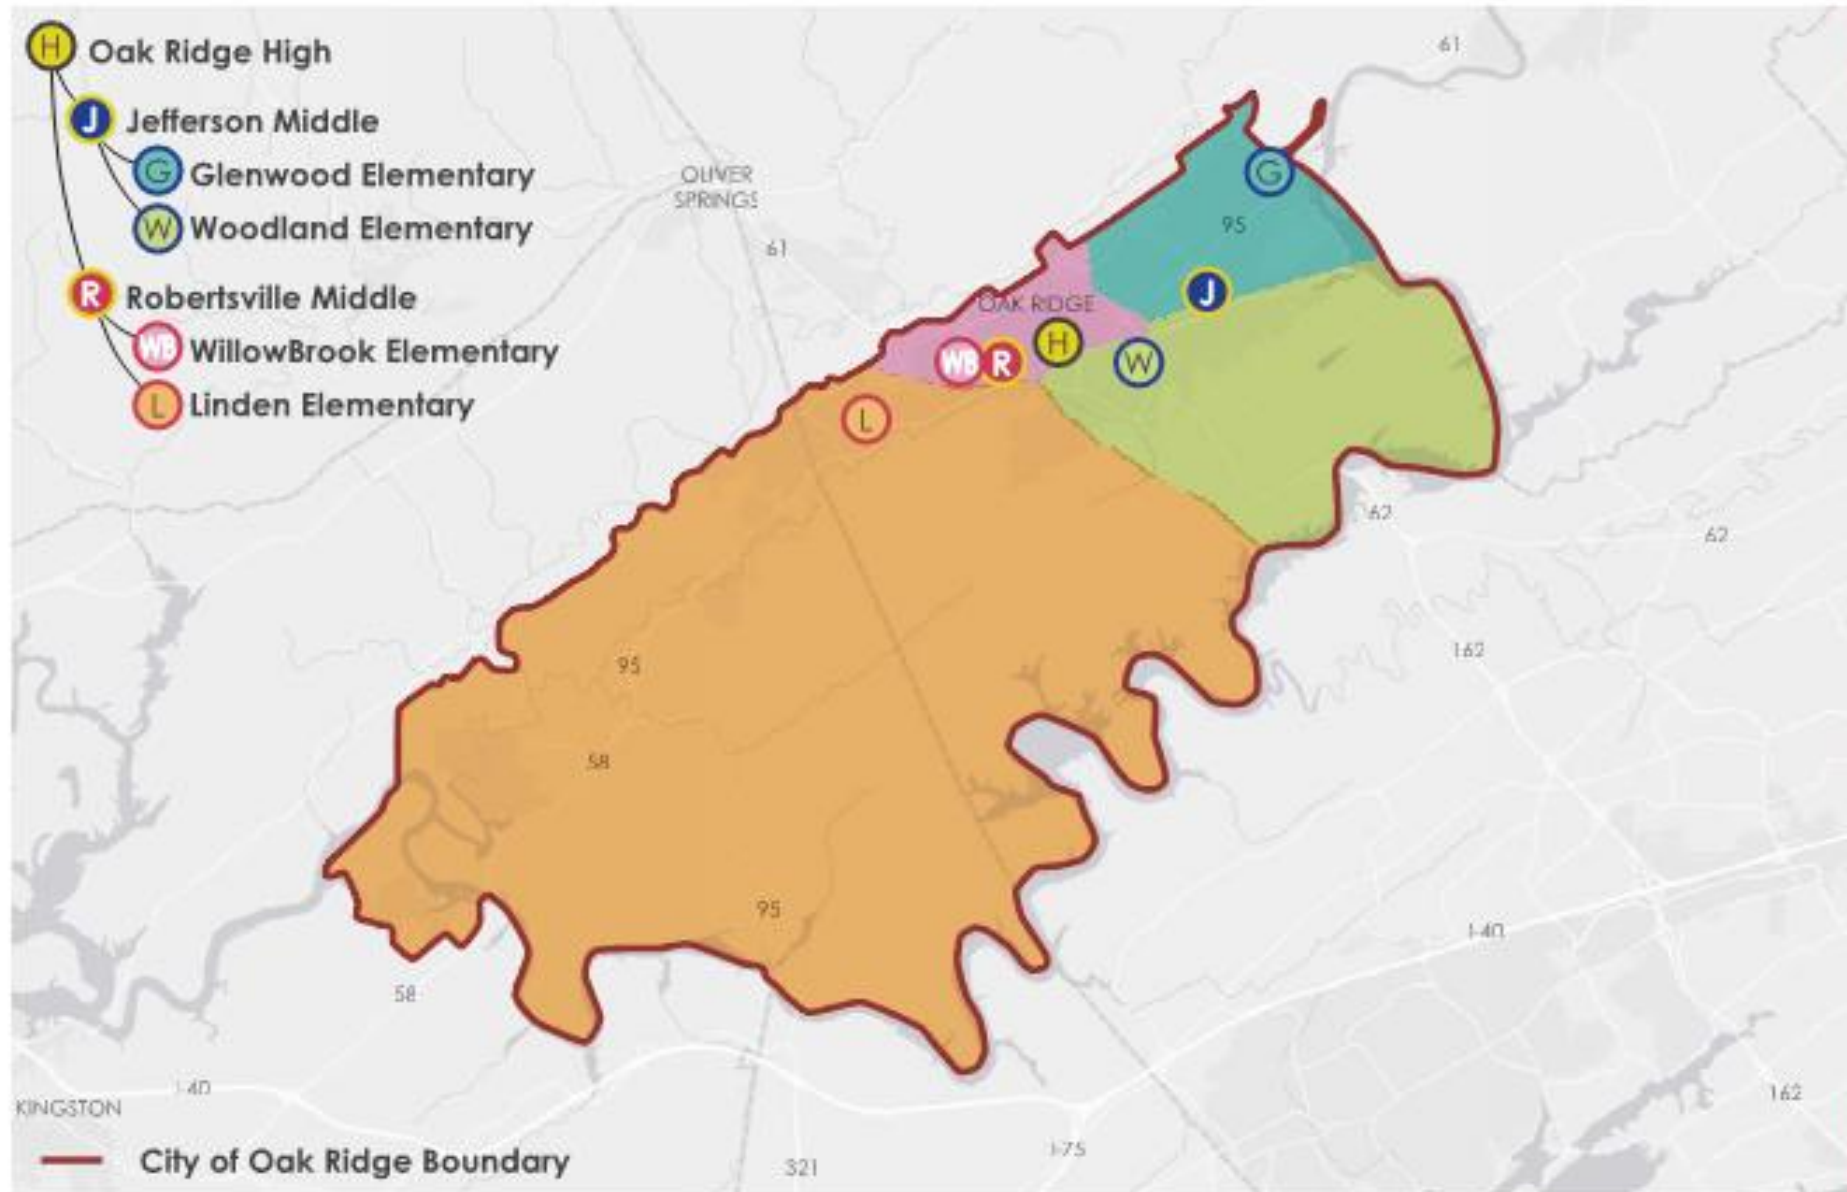 H Oak Ridge High
J Jefferson Middle
G Glenwood Elementary
W Woodland Elementary
R Robertsville Middle
WB WillowBrook Elementary
L Linden Elementary
61
OLIVER
SPRINGS
61
G
95
J
OAK RIDGE
H
WB R
W
L
62
62
162
95
58
95
I-40
58
I-40
KINGSTON
162
I-75
321
City of Oak Ridge Boundary